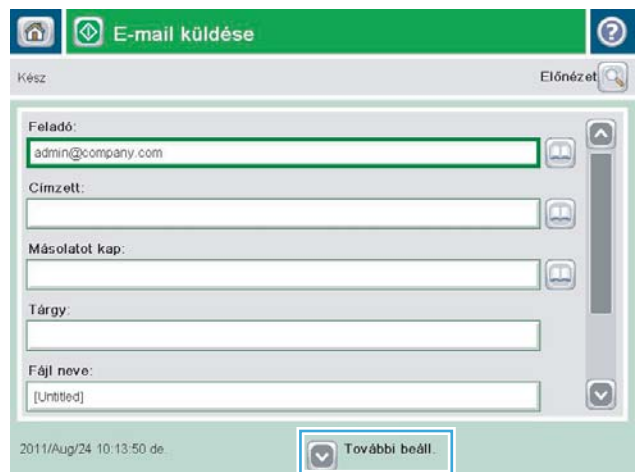 E-mail küldése
Kész
Előnézet
Feladó:
admin@company.com
Címzett:
Másolatot kap:
Tárgy:
Fájl neve:
[Untitled]
2011/Aug/24 10:13:50 de..
További beáll.